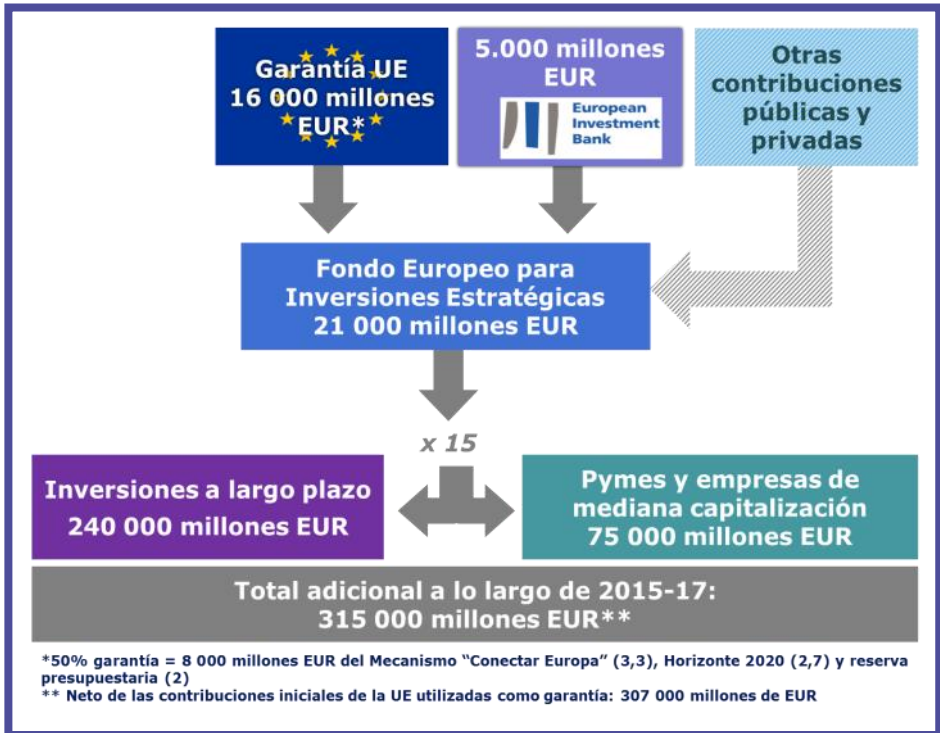 Garantía UE
16 000 millones
EUR*
5.000 millones
EUR
European
Investment
Bank
Otras
contribuciones
públicas y
privadas
Fondo Europeo para
Inversiones Estratégicas
21 000 millones EUR
x 15
Inversiones a largo plazo
240 000 millones EUR
Pymes y empresas de
mediana capitalización
75 000 millones EUR
Total adicional a lo largo de 2015-17:
315 000 millones EUR**
*50% garantía = 8 000 millones EUR del Mecanismo “Conectar Europa” (3,3), Horizonte 2020 (2,7) y reserva
presupuestaria (2)
** Neto de las contribuciones iniciales de la UE utilizadas como garantía: 307 000 millones de EUR